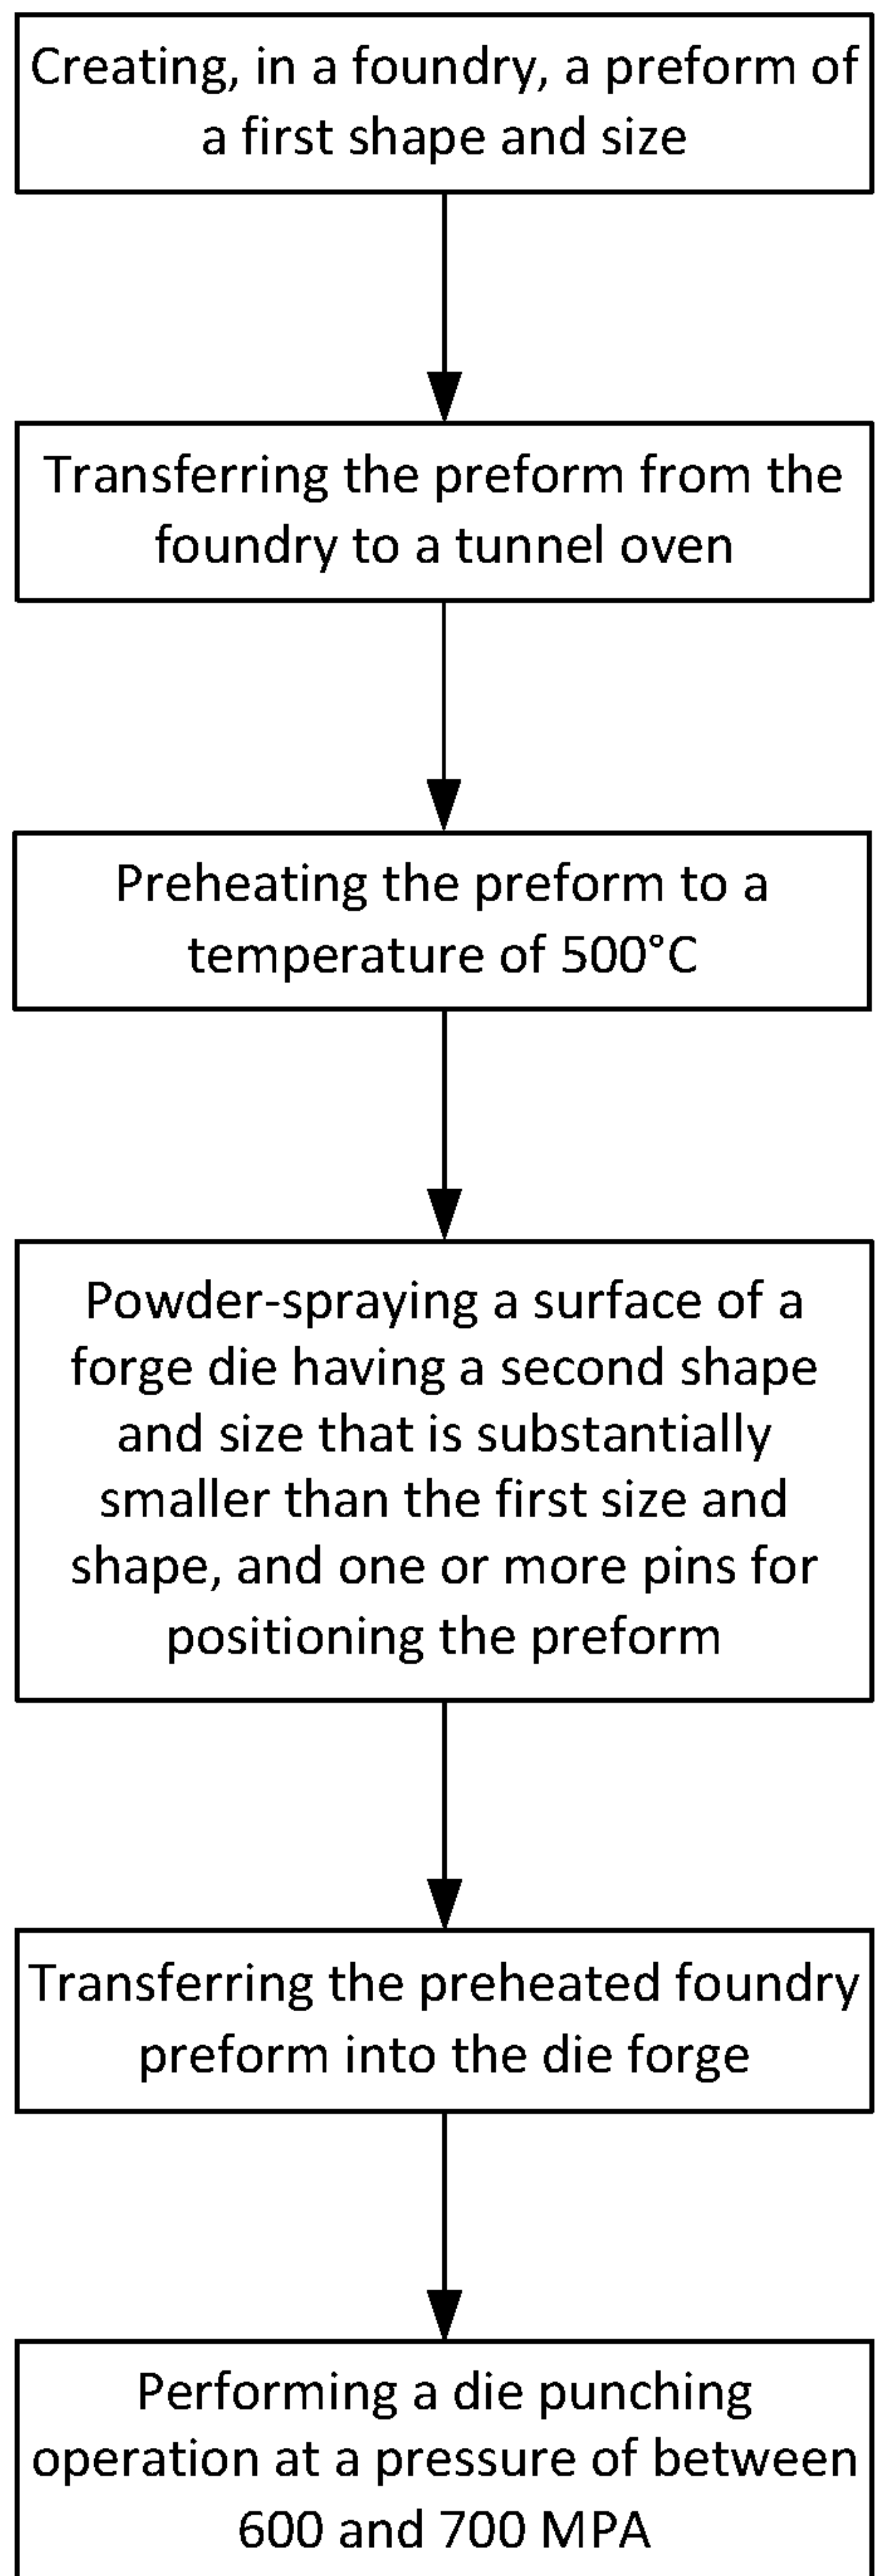 Creating, in a foundry, a preform of
a first shape and size
Transferring the preform from the
foundry to a tunnel oven
Preheating the preform to a
temperature of 500°C
Powder-spraying a surface of a
forge die having a second shape
and size that is substantially
smaller than the first size and
shape, and one or more pins for
positioning the preform
Transferring the preheated foundry
preform into the die forge
Performing a die punching
operation at a pressure of between
600 and 700 MPA